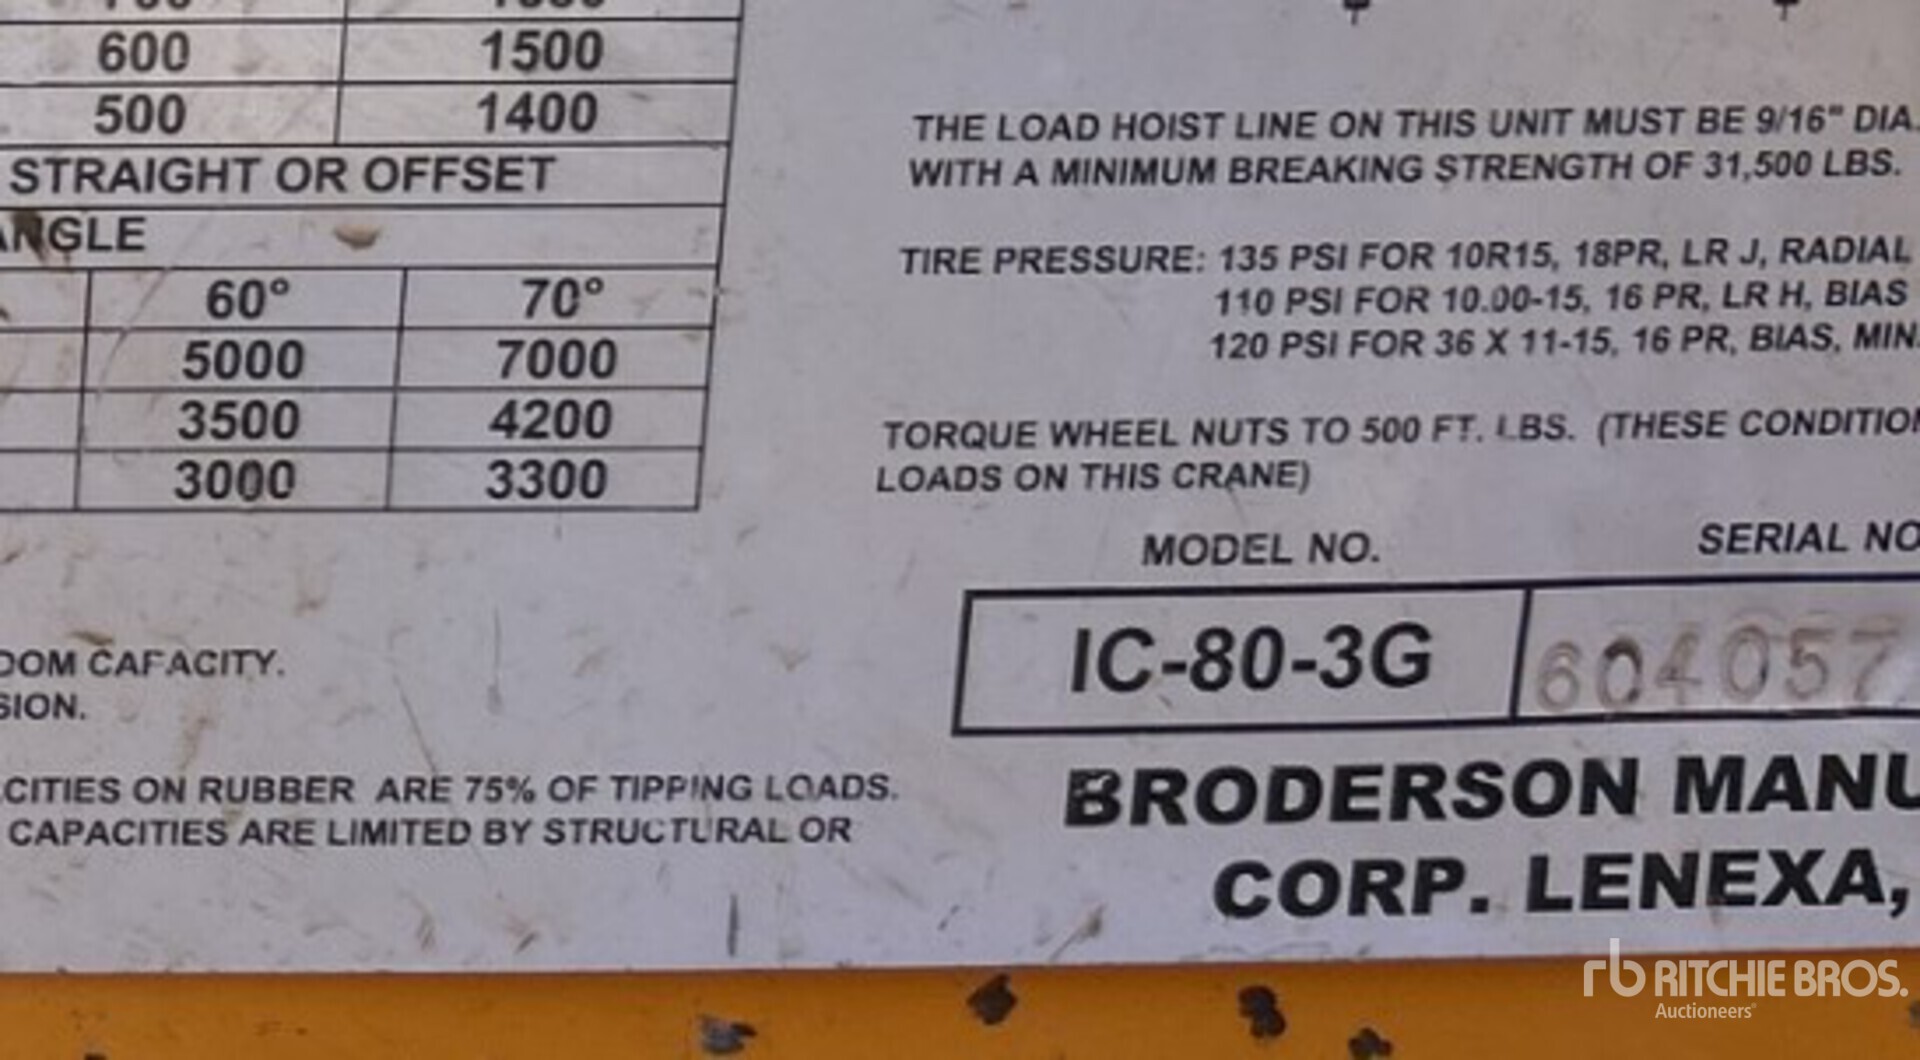 600 1500
500 1400
STRAIGHT OR OFFSET
ANGLE
60° 70°
5000 7000
3500 4200
3000 3300
DOM CAPACITY.
SION.
CITIES ON RUBBER ARE 75% OF TIPPING LOADS.
CAPACITIES ARE LIMITED BY STRUCTURAL OR
THE LOAD HOIST LINE ON THIS UNIT MUST BE 9/16" DIA.
WITH A MINIMUM BREAKING STRENGTH OF 31,500 LBS.
TIRE PRESSURE: 135 PSI FOR 10R15, 18PR, LR J, RADIAL
110 PSI FOR 10.00-15, 16 PR, LR H, BIAS
120 PSI FOR 36 X 11-15, 16 PR, BIAS, MIN.
TORQUE WHEEL NUTS TO 500 FT. LBS. (THESE CONDITION
LOADS ON THIS CRANE)
MODEL NO. SERIAL NO
IC-80-3G 604057
BRODERSON MANU
CORP. LENEXA,
rb RITCHIE BROS.
Auctioneers